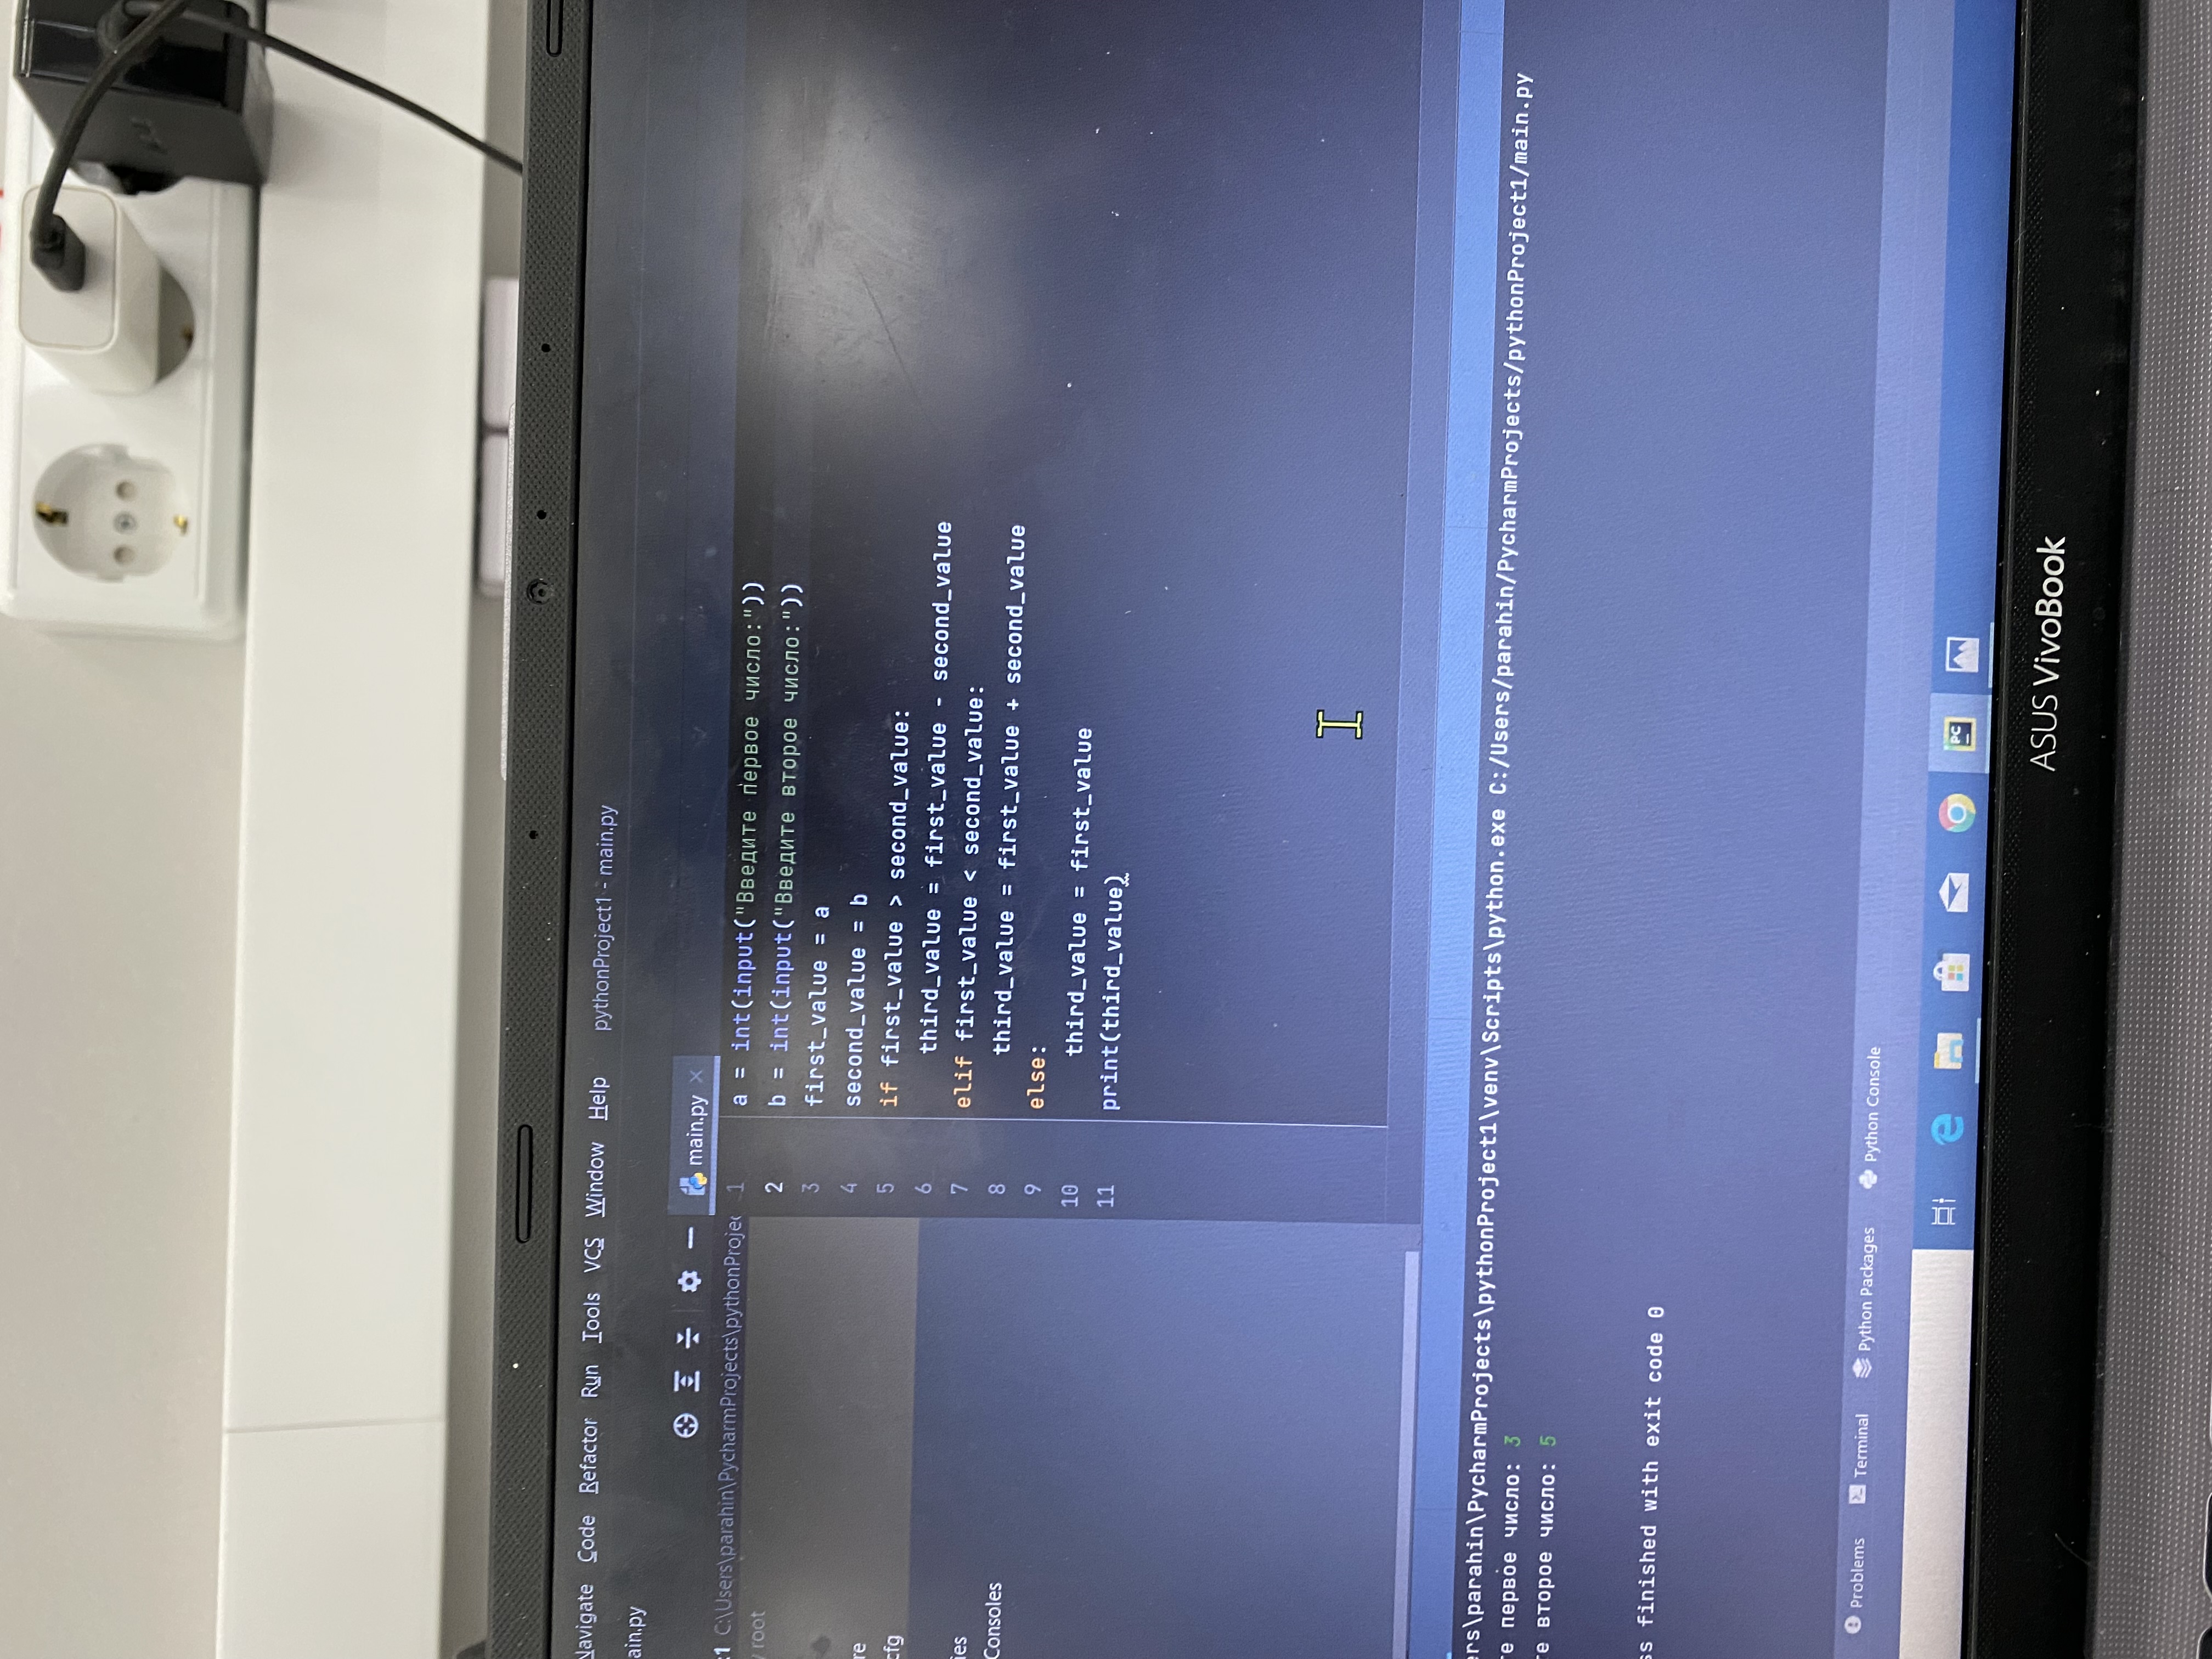 Navigate Code Refactor Run Tools VCS Window Help pythonProject1 - main.py
ain.py
main.py
:1 C:\Users\parahin\PycharmProjects\pythonProjec
y root
re
cfg
ies
Consoles
1 a = int(input("Введите первое число:"))
2 b = int(input("Введите второе число:"))
3 first_value = a
4 second_value = b
5 if first_value > second_value:
6 third_value = first_value - second_value
7 elif first_value < second_value:
8 third_value = first_value + second_value
9 else:
10 third_value = first_value
11 print(third_value)
ers\parahin\PycharmProjects\pythonProject1\venv\Scripts\python.exe C:/Users/parahin/PycharmProjects/pythonProject1/main.py
те первое число: 3
те второе число: 5
ss finished with exit code 0
Problems Terminal Python Packages Python Console
PC
ASUS VivoBook